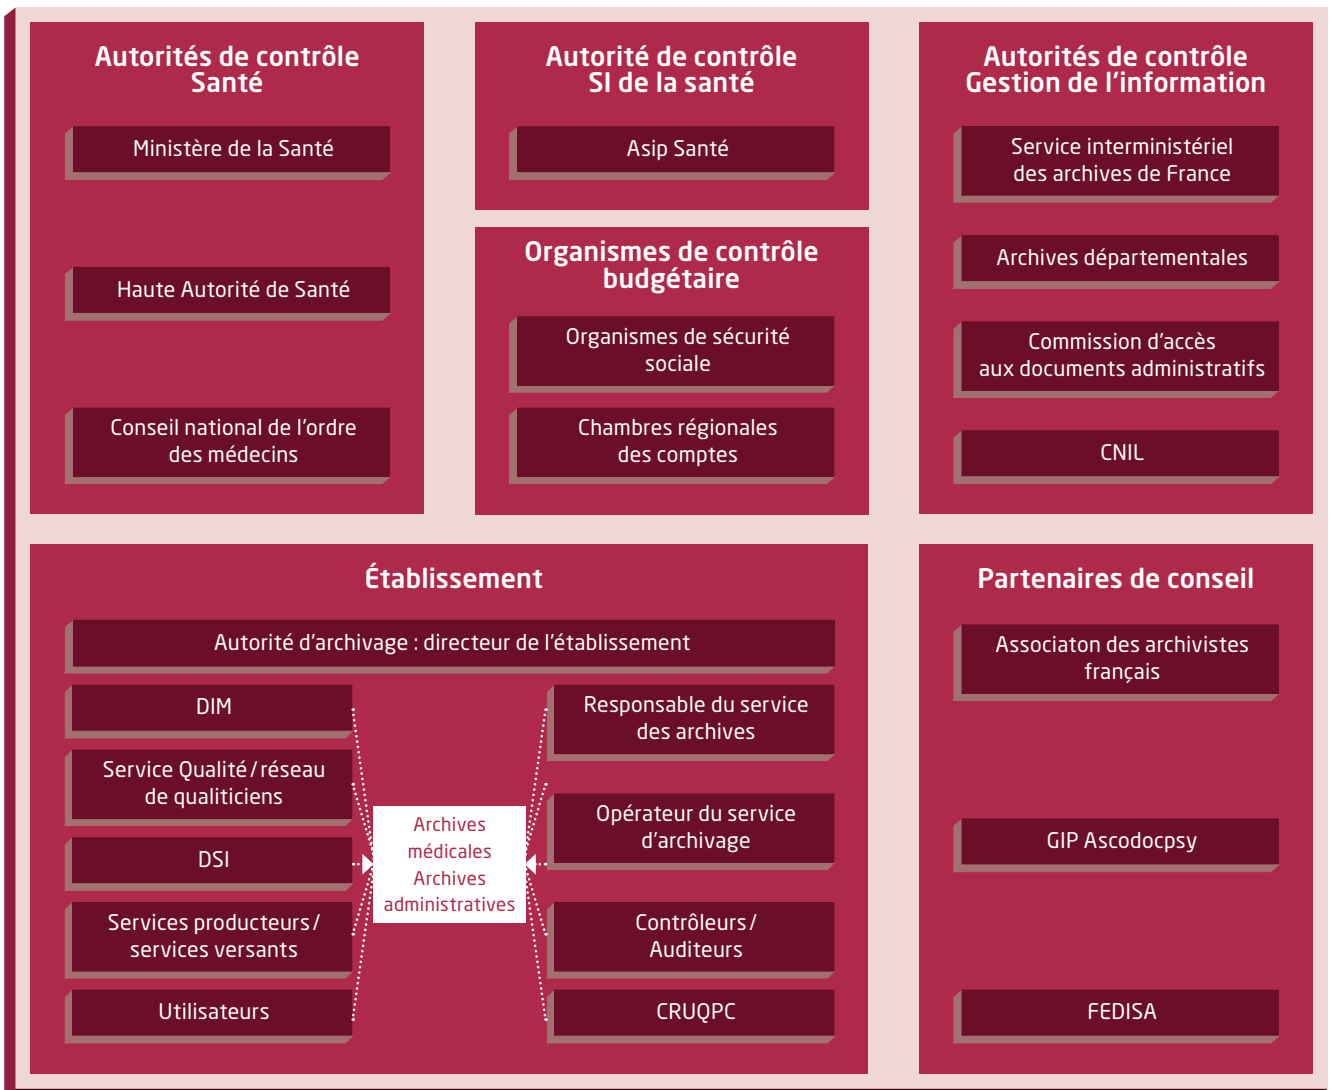 Autorités de contrôle
Santé
Ministère de la Santé
Haute Autorité de Santé
Conseil national de l'ordre
des médecins
Autorité de contrôle
SI de la santé
Asip Santé
Organismes de contrôle
budgétaire
Organismes de sécurité
sociale
Chambres régionales
des comptes
Autorités de contrôle
Gestion de l'information
Service interministériel
des archives de France
Archives départementales
Commission d'accès
aux documents administratifs
CNIL
Établissement
Autorité d'archivage : directeur de l'établissement
DIM
Service Qualité / réseau
de qualiticiens
DSI
Services producteurs /
services versants
Utilisateurs
Archives
médicales
Archives
administratives
Responsable du service
des archives
Opérateur du service
d'archivage
Contrôleurs /
Auditeurs
CRUQPC
Partenaires de conseil
Associaton des archivistes
français
GIP Ascodocpsy
FEDISA